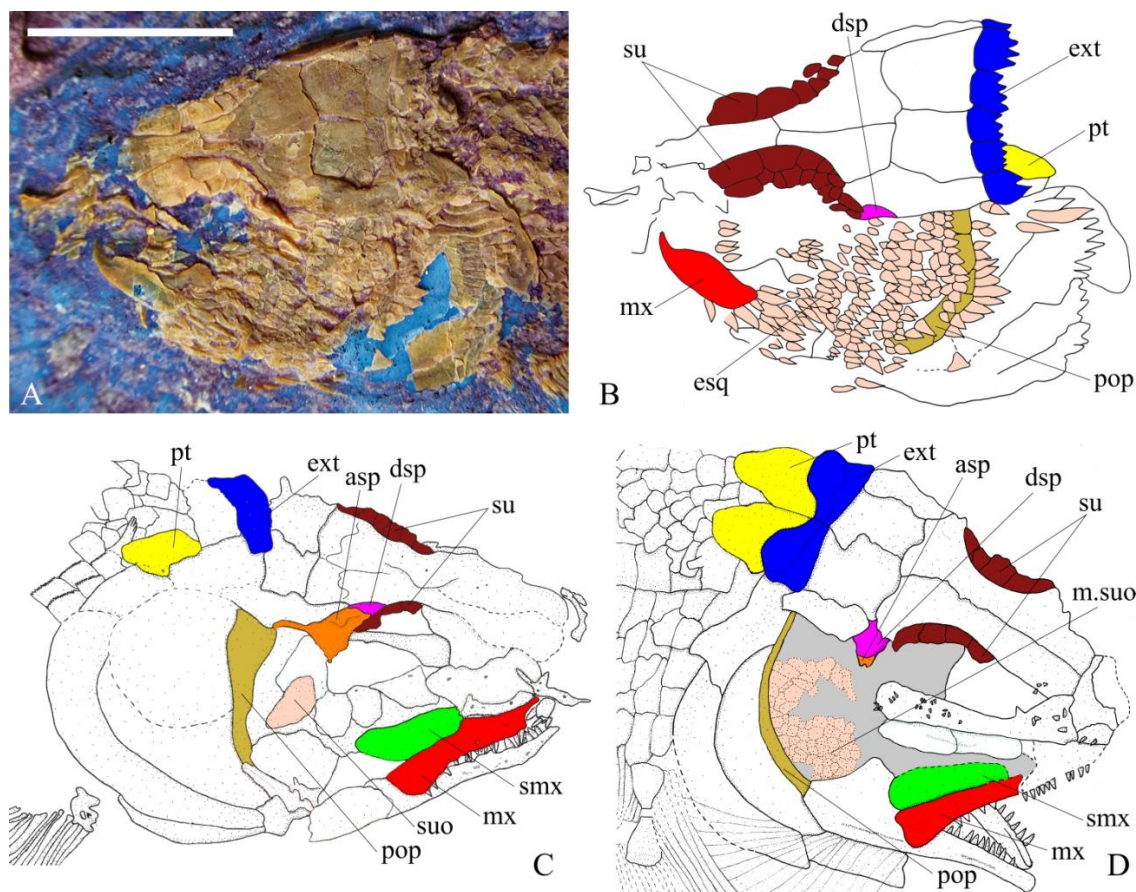 A
su
dsp
ext
pt
mx
esq
pop
B
pt
ext
asp
dsp
su
smx
mx
suo
pop
C
pt
ext
asp
dsp
su
m.suo
smx
mx
pop
D